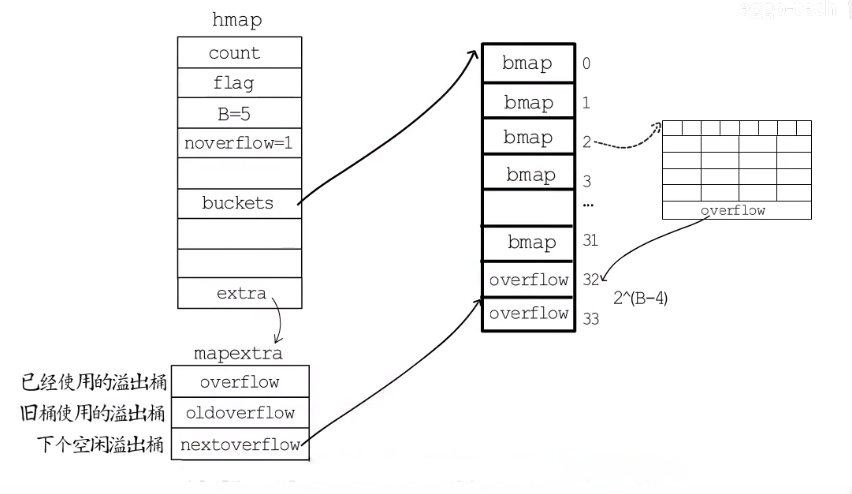 hmap
count
flag
B=5
noverflow=1
buckets
extra
mapextra
已经使用的溢出桶 overflow
旧桶使用的溢出桶 oldoverflow
下个空闲溢出桶 nextoverflow
bmap 0
bmap 1
bmap 2
bmap 3
...
bmap 31
overflow 32
overflow 33
2^(B-4)
overflow